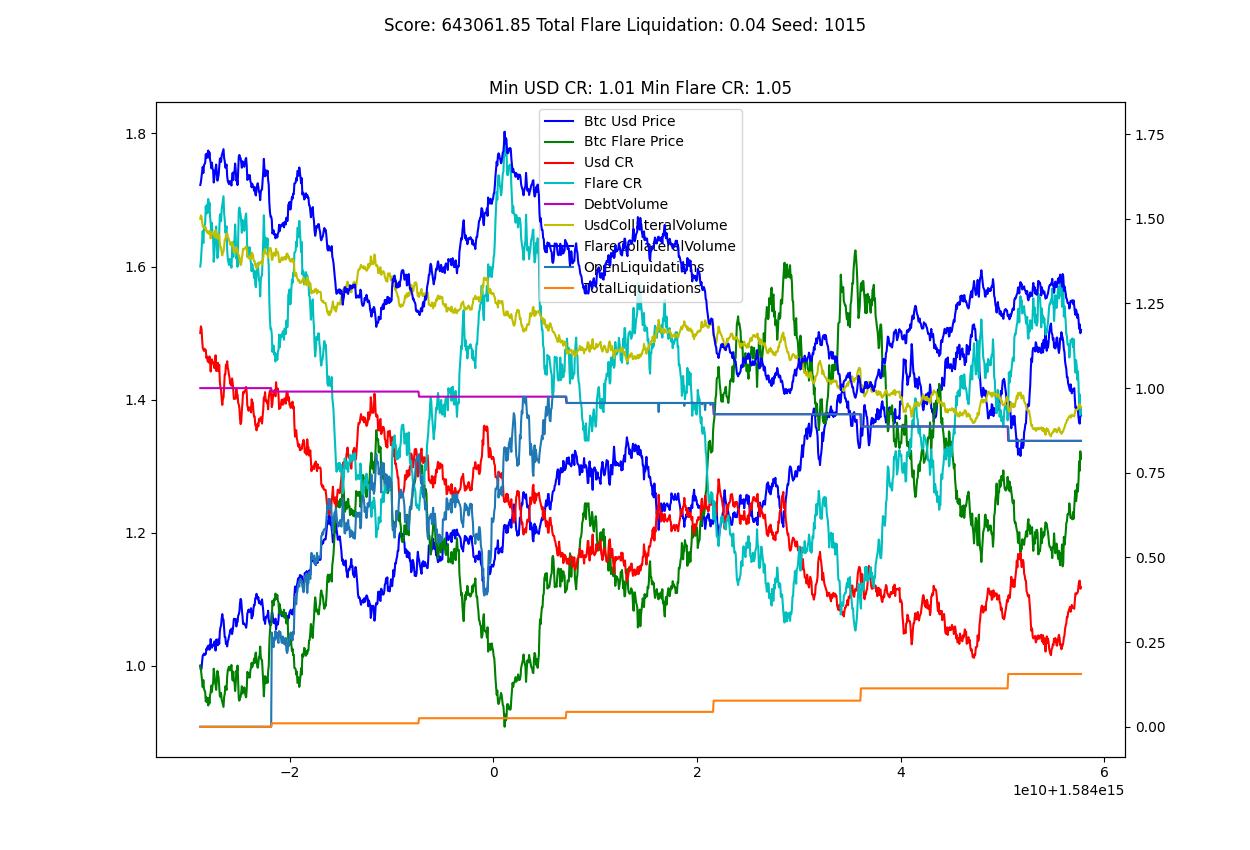 Score: 643061.85 Total Flare Liquidation: 0.04 Seed: 1015
Min USD CR: 1.01 Min Flare CR: 1.05
Btc Usd Price
Btc Flare Price
Usd CR
Flare CR
DebtVolume
UsdCollateralVolume
FlareCollateralVolume
OpenLiquidations
TotalLiquidations
1.8
1.6
1.4
1.2
1.0
1.75
1.50
1.25
1.00
0.75
0.50
0.25
0.00
−2 0 2 4 6
1e10+1.584e15